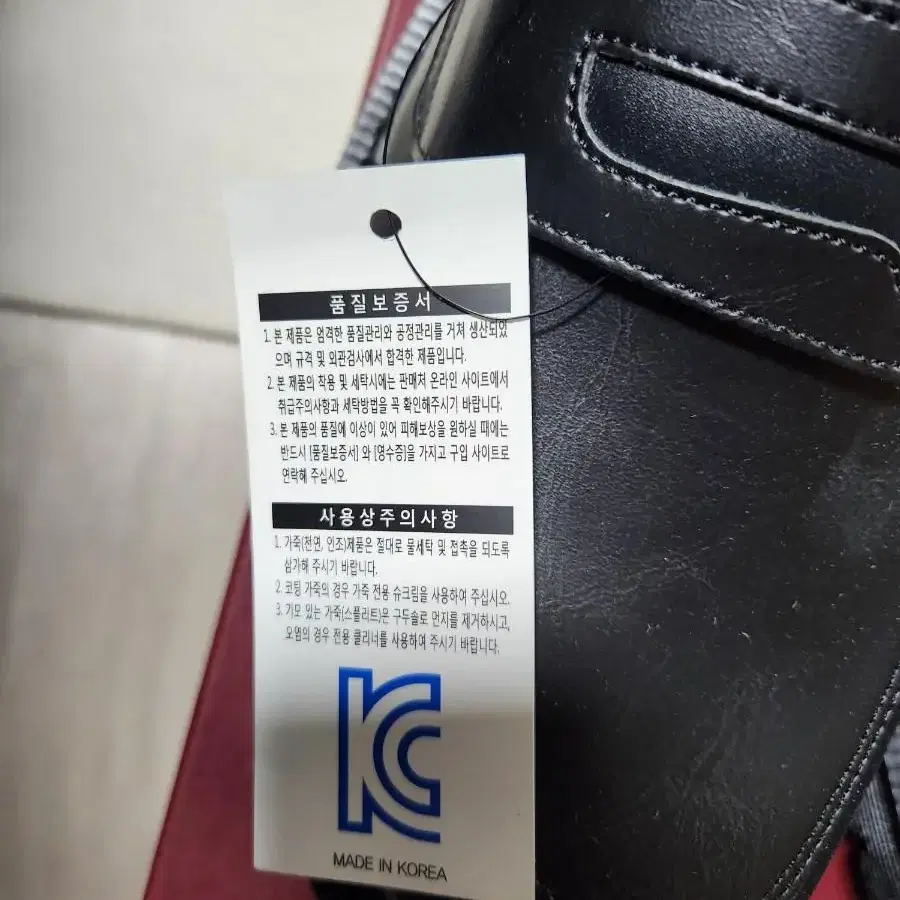 품질보증서
1. 본 제품은 엄격한 품질관리와 공정관리를 거쳐 생산되었
으며 규격 및 외관검사에서 합격한 제품입니다.
2. 본 제품의 착용 및 세탁시에는 판매처 온라인 사이트에서
취급주의사항과 세탁방법을 꼭 확인해주시기 바랍니다.
3. 본 제품의 품질에 이상이 있어 피해보상을 원하실 때에는
반드시 [품질보증서] 와 [영수증]을 가지고 구입 사이트로
연락해 주십시오.
사용상주의사항
1. 가죽(천연, 인조)제품은 절대로 물세탁 및 접촉을 되도록
삼가해 주시기 바랍니다.
2. 코팅 가죽의 경우 가죽 전용 슈크림을 사용하여 주십시오.
3. 기모 있는 가죽(스플리트)은 구두솔로 먼지를 제거하시고,
오염의 경우 전용 클리너를 사용하여 주시기 바랍니다.
KC
MADE IN KOREA